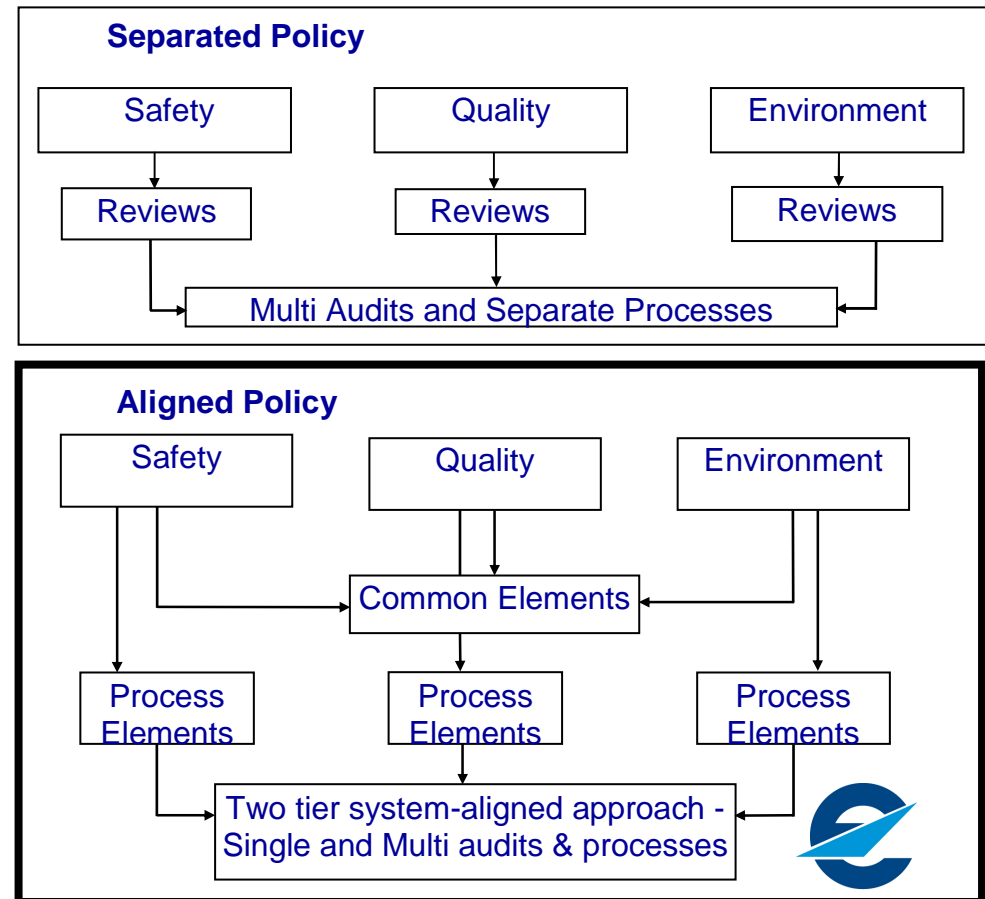 Separated Policy
Safety
Quality
Environment
Reviews
Reviews
Reviews
Multi Audits and Separate Processes
Aligned Policy
Safety
Quality
Environment
Common Elements
Process
Elements
Process
Elements
Process
Elements
Two tier system-aligned approach -
Single and Multi audits & processes